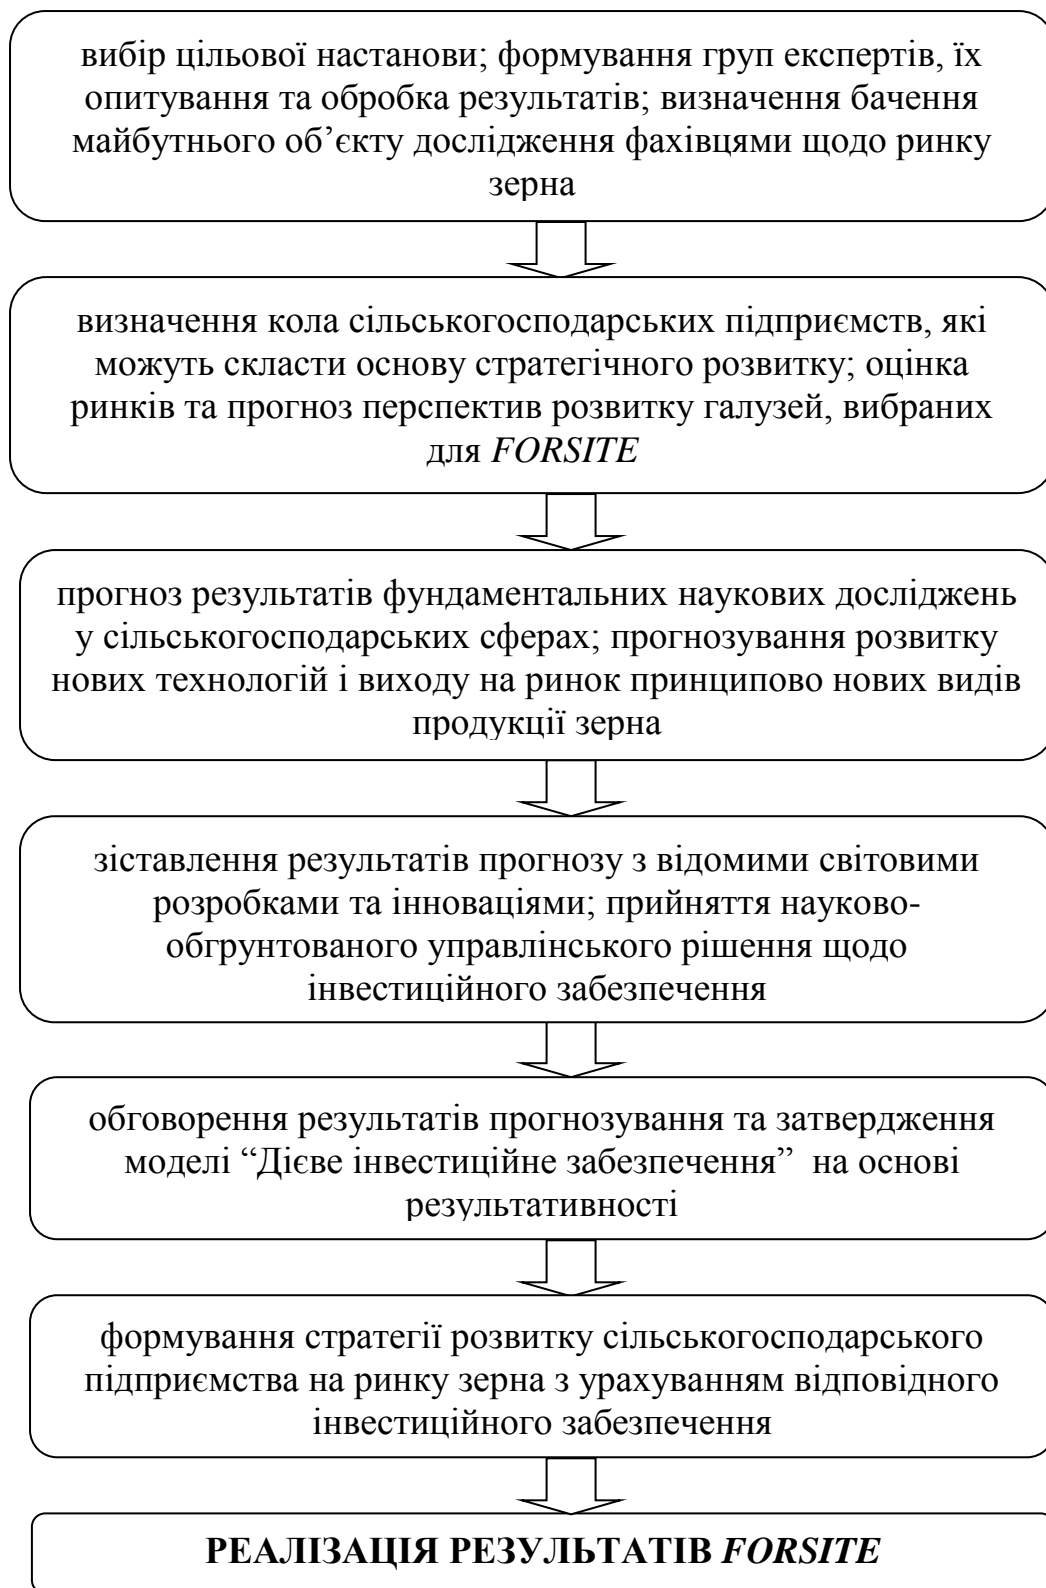 вибір цільової настанови; формування груп експертів, їх
опитування та обробка результатів; визначення бачення
майбутнього об’єкту дослідження фахівцями щодо ринку
зерна
визначення кола сільськогосподарських підприємств, які
можуть скласти основу стратегічного розвитку; оцінка
ринків та прогноз перспектив розвитку галузей, вибраних
для FORSITE
прогноз результатів фундаментальних наукових досліджень
у сільськогосподарських сферах; прогнозування розвитку
нових технологій і виходу на ринок принципово нових видів
продукції зерна
зіставлення результатів прогнозу з відомими світовими
розробками та інноваціями; прийняття науково-
обгрунтованого управлінського рішення щодо
інвестиційного забезпечення
обговорення результатів прогнозування та затвердження
моделі “Дієве інвестиційне забезпечення” на основі
результативності
формування стратегії розвитку сільськогосподарського
підприємства на ринку зерна з урахуванням відповідного
інвестиційного забезпечення
РЕАЛІЗАЦІЯ РЕЗУЛЬТАТІВ FORSITE